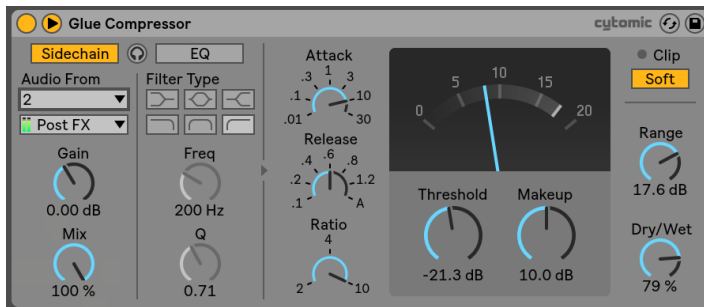 Glue Compressor
cytomic
Sidechain
EQ
Audio From
2
Post FX
Gain
0.00 dB
Mix
100 %
Filter Type
Freq
200 Hz
Q
0.71
Attack
.01
.1
.3
1
3
10
30
Release
.1
.2
.4
.6
.8
1.2
A
Ratio
2
4
10
0
5
10
15
20
Threshold
-21.3 dB
Makeup
10.0 dB
Clip
Soft
Range
17.6 dB
Dry/Wet
79 %